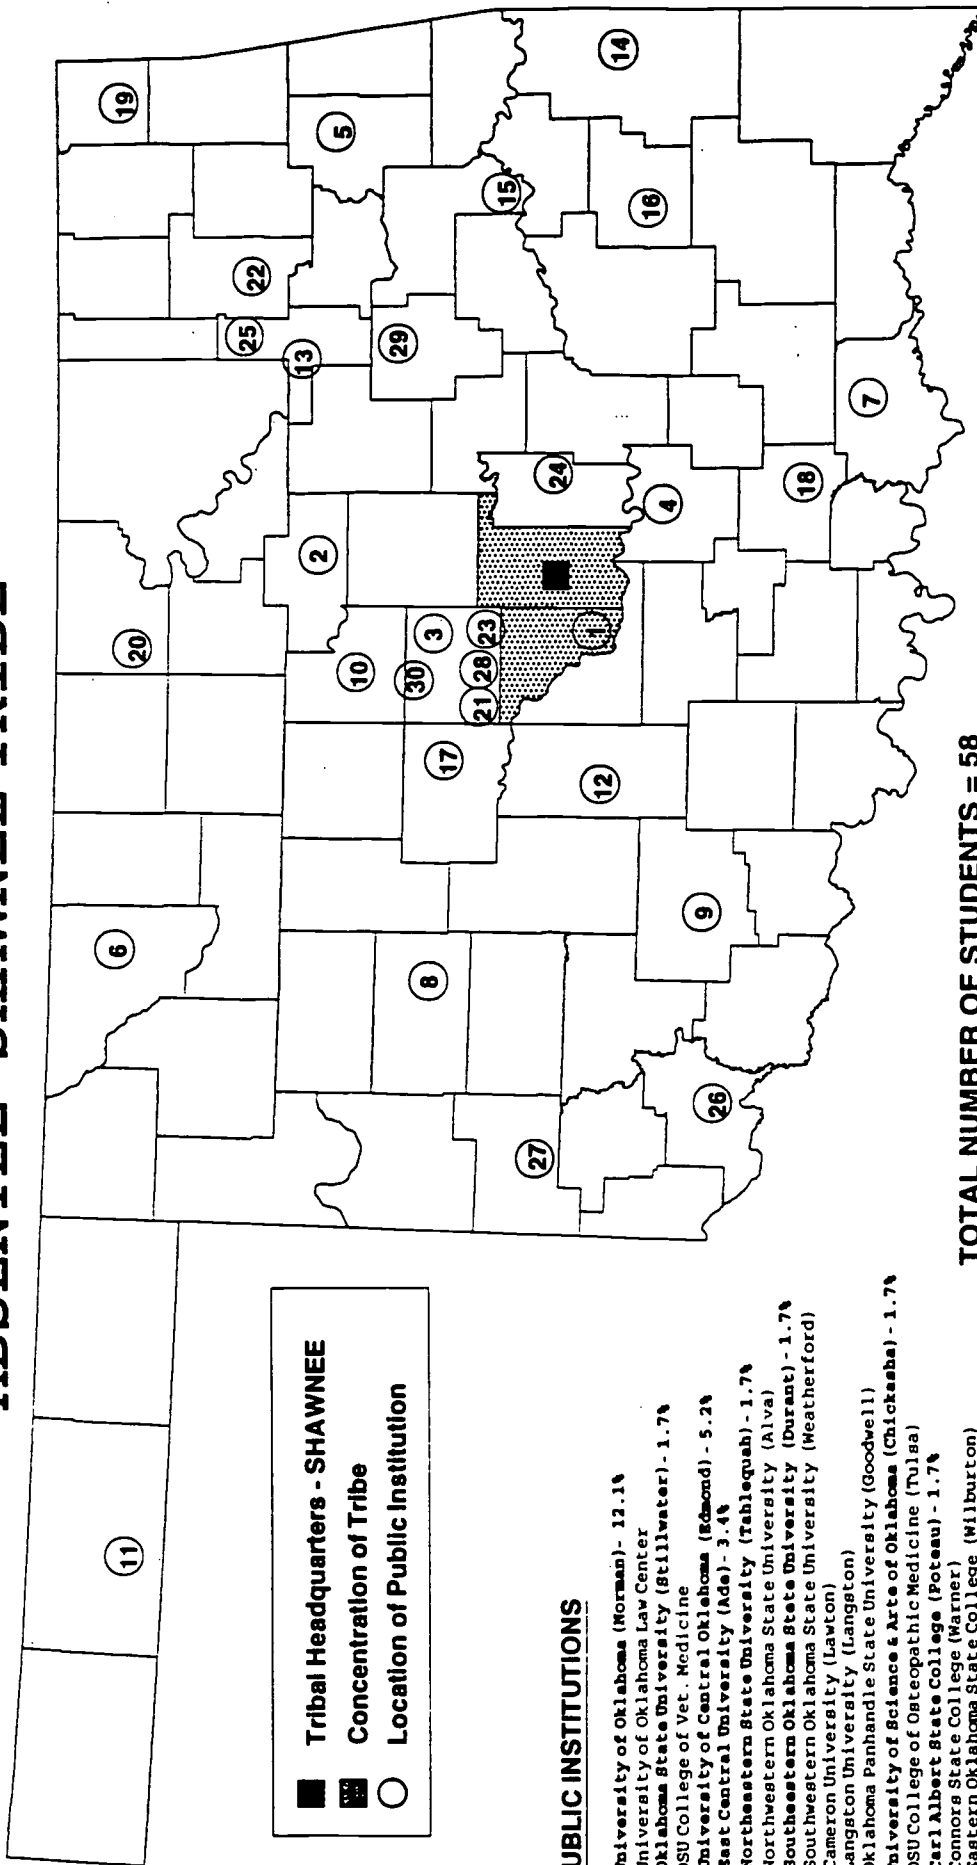 Tribal Headquarters - SHAWNEE
Concentration of Tribe
Location of Public Institution
11
6
20
19
2
10
8
17
30
3
21
28
23
25
13
22
5
29
27
12
1
24
15
14
26
9
4
16
18
7
UBLIC INSTITUTIONS
niversity of Oklahoma (Norman) - 12.1%
niversity of Oklahoma Law Center
klahoma State University (Stillwater) - 1.7%
SU College of Vet. Medicine
niversity of Central Oklahoma (Edmond) - 5.2%
ast Central University (Ada) - 3.4%
ortheastern State University (Tahlequah) - 1.7%
orthwestern Oklahoma State University (Alva)
outheastern Oklahoma State University (Durant) - 1.7%
outhwestern Oklahoma State University (Weatherford)
ameron University (Lawton)
angston University (Langston)
klahoma Panhandle State University (Goodwell)
niversity of Science & Arts of Oklahoma (Chickasha) - 1.7%
SU College of Osteopathic Medicine (Tulsa)
arl Albert State College (Poteau) - 1.7%
onnors State College (Warner)
astern Oklahoma State College (Wilburton)
TOTAL NUMBER OF STUDENTS = 58